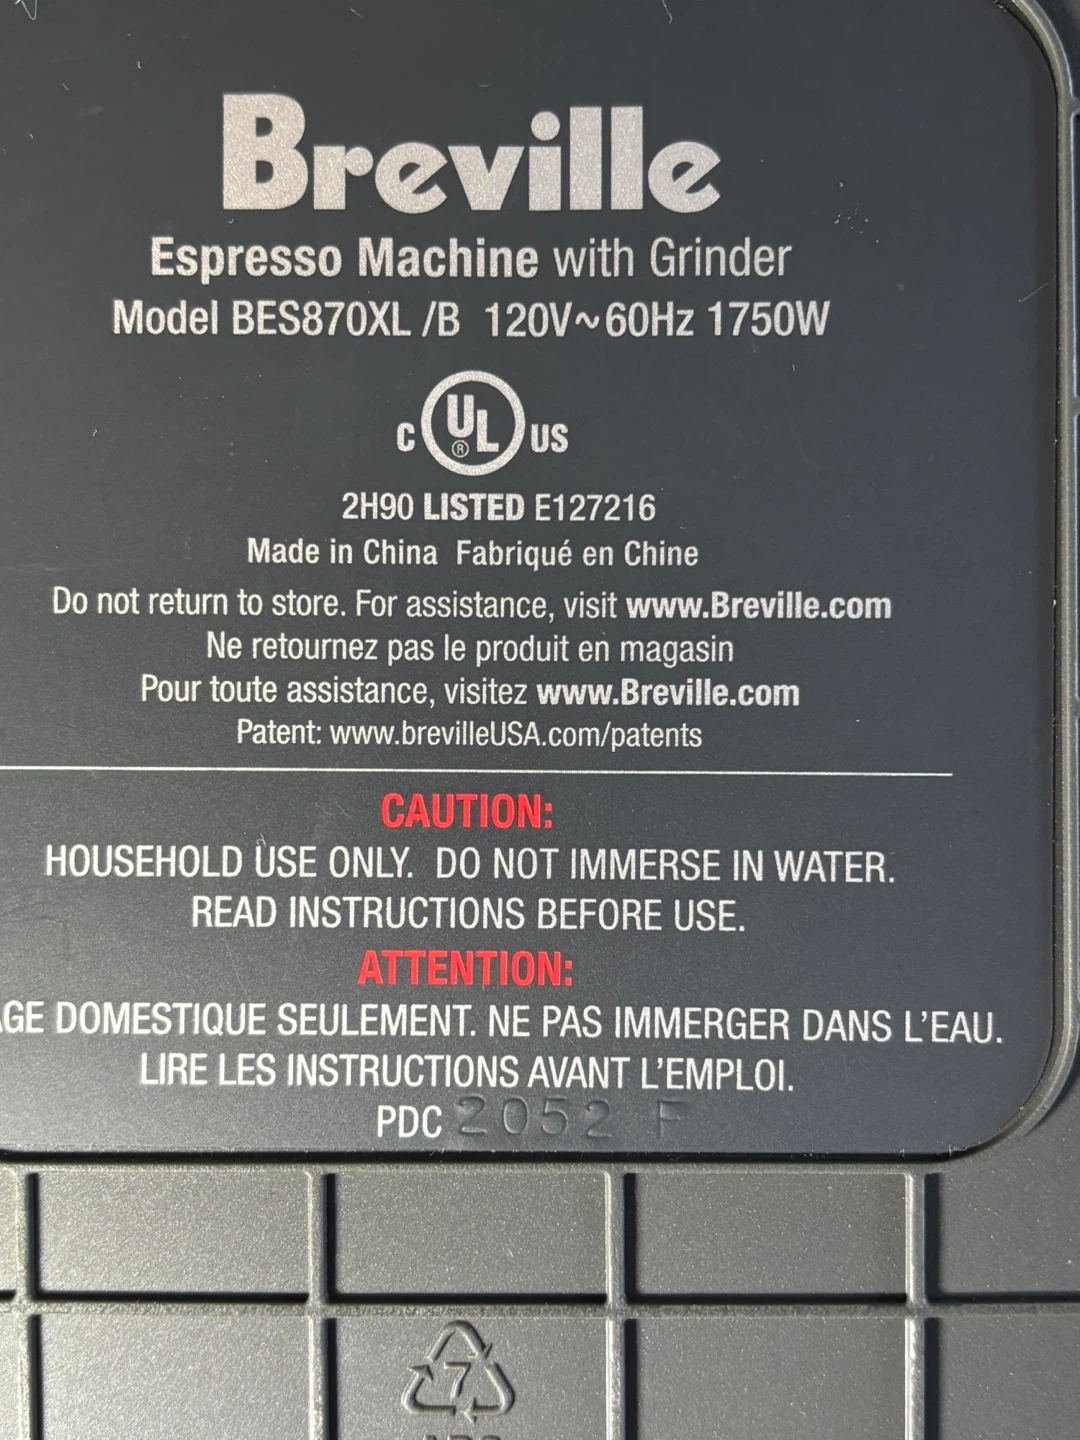 Breville
Espresso Machine with Grinder
Model BES870XL /B 120V~60Hz 1750W
C UL ® US
2H90 LISTED E127216
Made in China Fabriqué en Chine
Do not return to store. For assistance, visit www.Breville.com
Ne retournez pas le produit en magasin
Pour toute assistance, visitez www.Breville.com
Patent: www.brevilleUSA.com/patents
CAUTION:
HOUSEHOLD USE ONLY. DO NOT IMMERSE IN WATER.
READ INSTRUCTIONS BEFORE USE.
ATTENTION:
DOMESTIQUE SEULEMENT. NE PAS IMMERGER DANS L'EAU.
LIRE LES INSTRUCTIONS AVANT L'EMPLOI.
PDC 2052 F
7